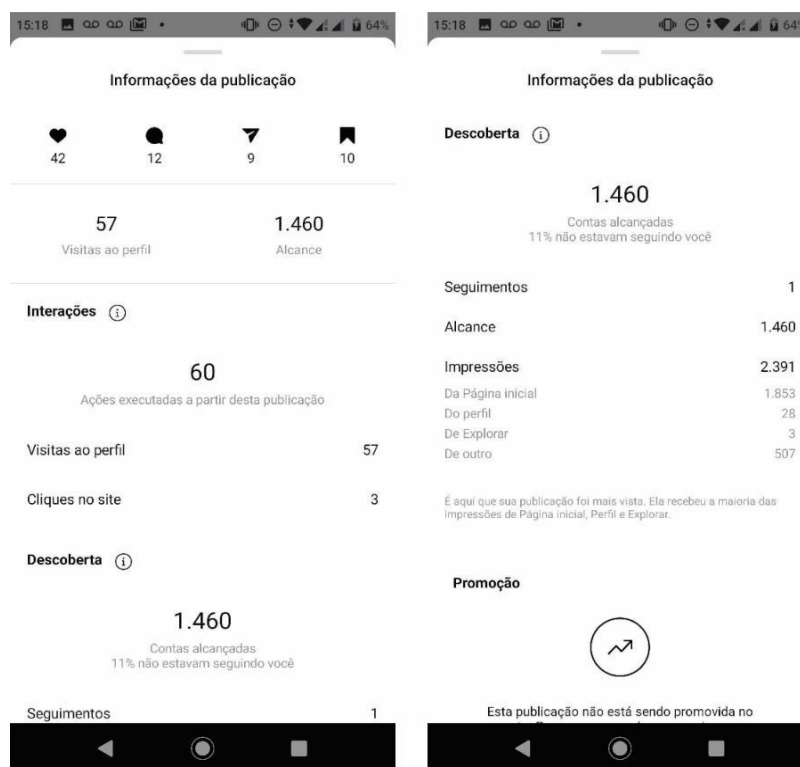 15:18
64%
Informações da publicação
42 12 9 10
57 1.460
Visitas ao perfil Alcance
Interações
60
Ações executadas a partir desta publicação
Visitas ao perfil 57
Cliques no site 3
Descoberta
1.460
Contas alcançadas
11% não estavam seguindo você
Seguimentos 1
15:18
64%
Informações da publicação
Descoberta
1.460
Contas alcançadas
11% não estavam seguindo você
Seguimentos 1
Alcance 1.460
Impressões 2.391
Da Página inicial 1.853
Do perfil 28
De Explorar 3
De outro 507
É aqui que sua publicação foi mais vista. Ela recebeu a maioria das
impressões de Página inicial, Perfil e Explorar.
Promoção
Esta publicação não está sendo promovida no